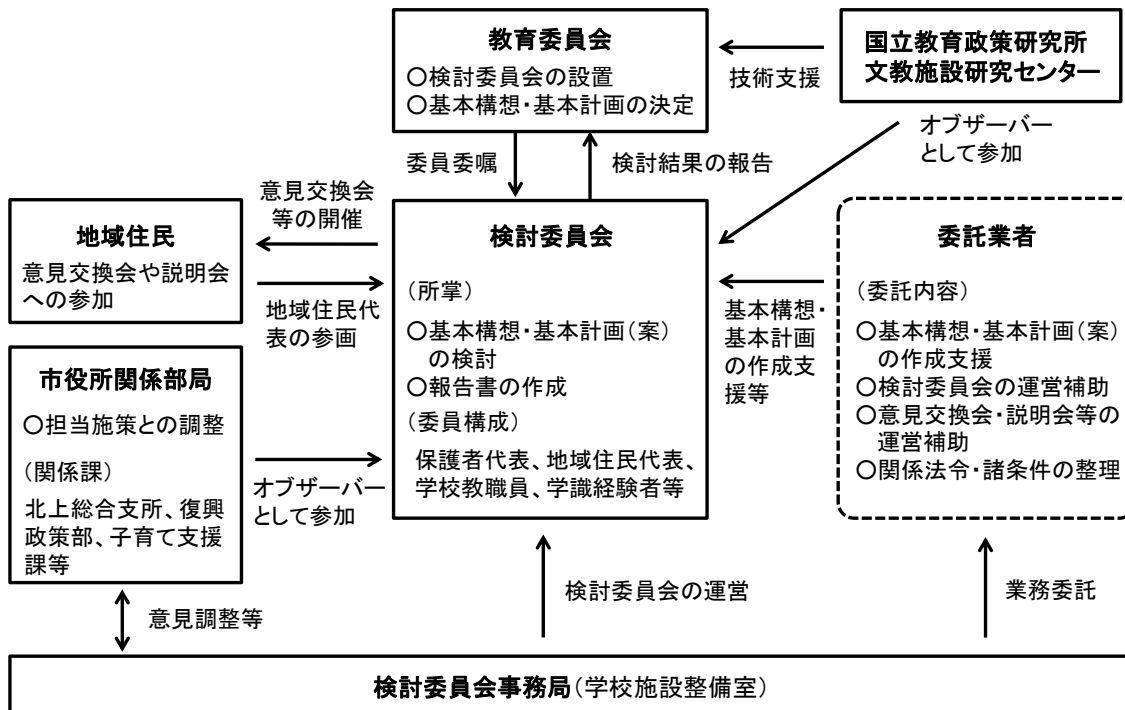 教育委員会
○検討委員会の設置
○基本構想・基本計画の決定
国立教育政策研究所
文教施設研究センター
技術支援
オブザーバー
として参加
委員委嘱
検討結果の報告
意見交換会
等の開催
地域住民
意見交換会や説明会
への参加
地域住民代
表の参画
検討委員会
(所掌)
○基本構想・基本計画(案)
の検討
○報告書の作成
(委員構成)
保護者代表、地域住民代表、
学校教職員、学識経験者等
基本構想・
基本計画
の作成支
援等
委託業者
(委託内容)
○基本構想・基本計画(案)
の作成支援
○検討委員会の運営補助
○意見交換会・説明会等の
運営補助
○関係法令・諸条件の整理
市役所関係部局
○担当施策との調整
(関係課)
北上総合支所、復興
政策部、子育て支援
課等
オブザーバー
として参加
意見調整等
検討委員会の運営
業務委託
検討委員会事務局(学校施設整備室)